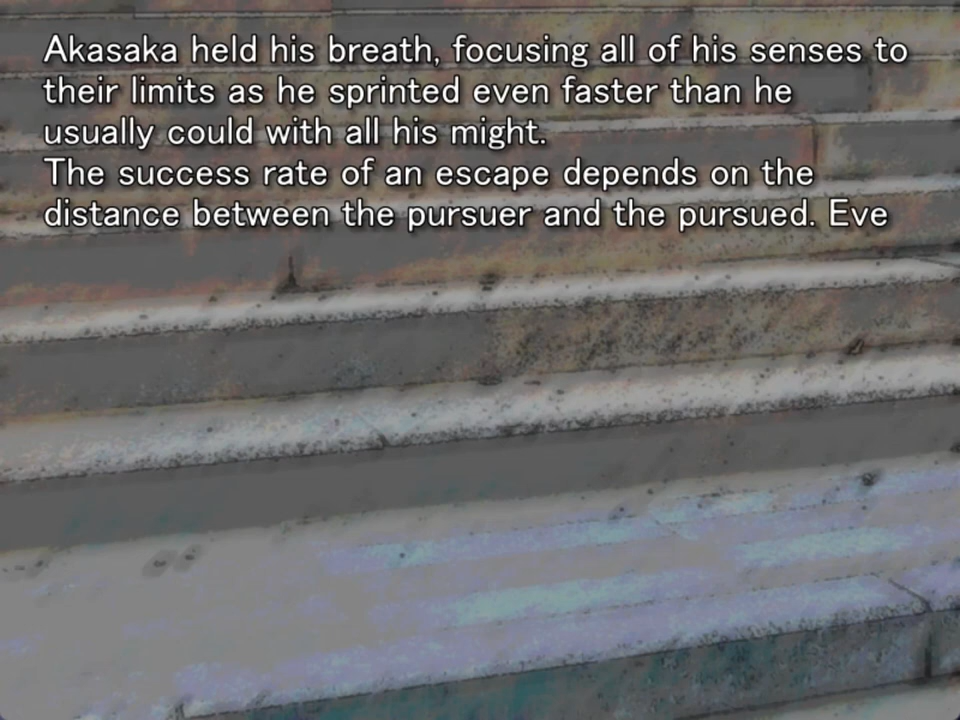 Akasaka held his breath, focusing all of his senses to
their limits as he sprinted even faster than he
usually could with all his might.
The success rate of an escape depends on the
distance between the pursuer and the pursued. Eve